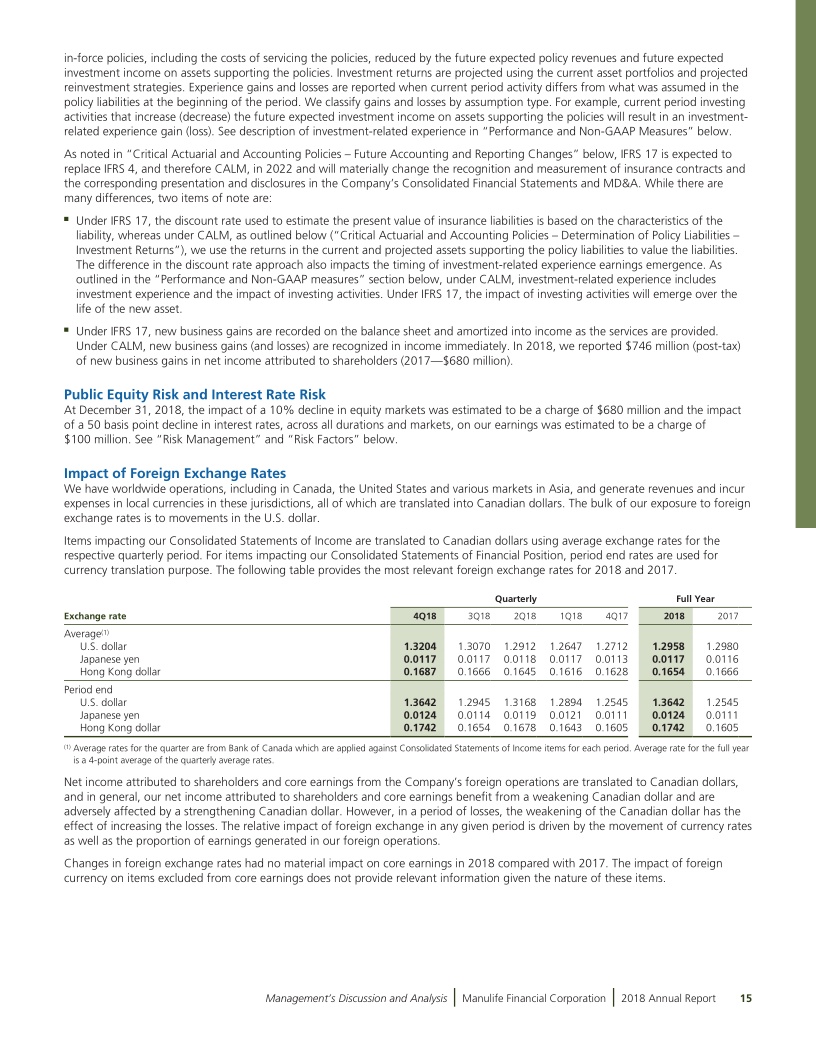 in-force policies, including the costs of servicing the policies, reduced by the future expected policy revenues and future expected
investment income on assets supporting the policies. Investment returns are projected using the current asset portfolios and projected
reinvestment strategies. Experience gains and losses are reported when current period activity differs from what was assumed in the
policy liabilities at the beginning of the period. We classify gains and losses by assumption type. For example, current period investing
activities that increase (decrease) the future expected investment income on assets supporting the policies will result in an investment-
related experience gain (loss). See description of investment-related experience in “Performance and Non-GAAP Measures” below.
As noted in “Critical Actuarial and Accounting Policies – Future Accounting and Reporting Changes” below, IFRS 17 is expected to
replace IFRS 4, and therefore CALM, in 2022 and will materially change the recognition and measurement of insurance contracts and
the corresponding presentation and disclosures in the Company’s Consolidated Financial Statements and MD&A. While there are
many differences, two items of note are:
▪ Under IFRS 17, the discount rate used to estimate the present value of insurance liabilities is based on the characteristics of the
liability, whereas under CALM, as outlined below (“Critical Actuarial and Accounting Policies – Determination of Policy Liabilities –
Investment Returns”), we use the returns in the current and projected assets supporting the policy liabilities to value the liabilities.
The difference in the discount rate approach also impacts the timing of investment-related experience earnings emergence. As
outlined in the “Performance and Non-GAAP measures” section below, under CALM, investment-related experience includes
investment experience and the impact of investing activities. Under IFRS 17, the impact of investing activities will emerge over the
life of the new asset.
▪ Under IFRS 17, new business gains are recorded on the balance sheet and amortized into income as the services are provided.
Under CALM, new business gains (and losses) are recognized in income immediately. In 2018, we reported $746 million (post-tax)
of new business gains in net income attributed to shareholders (2017—$680 million).
Public Equity Risk and Interest Rate Risk
At December 31, 2018, the impact of a 10% decline in equity markets was estimated to be a charge of $680 million and the impact
of a 50 basis point decline in interest rates, across all durations and markets, on our earnings was estimated to be a charge of
$100 million. See “Risk Management” and “Risk Factors” below.
Impact of Foreign Exchange Rates
We have worldwide operations, including in Canada, the United States and various markets in Asia, and generate revenues and incur
expenses in local currencies in these jurisdictions, all of which are translated into Canadian dollars. The bulk of our exposure to foreign
exchange rates is to movements in the U.S. dollar.
Items impacting our Consolidated Statements of Income are translated to Canadian dollars using average exchange rates for the
respective quarterly period. For items impacting our Consolidated Statements of Financial Position, period end rates are used for
currency translation purpose. The following table provides the most relevant foreign exchange rates for 2018 and 2017.
Quarterly Full Year
Exchange rate 4Q18 3Q18 2Q18 1Q18 4Q17 2018 2017
Average(1)
U.S. dollar 1.3204 1.3070 1.2912 1.2647 1.2712 1.2958 1.2980
Japanese yen 0.0117 0.0117 0.0118 0.0117 0.0113 0.0117 0.0116
Hong Kong dollar 0.1687 0.1666 0.1645 0.1616 0.1628 0.1654 0.1666
Period end
U.S. dollar 1.3642 1.2945 1.3168 1.2894 1.2545 1.3642 1.2545
Japanese yen 0.0124 0.0114 0.0119 0.0121 0.0111 0.0124 0.0111
Hong Kong dollar 0.1742 0.1654 0.1678 0.1643 0.1605 0.1742 0.1605
(1) Average rates for the quarter are from Bank of Canada which are applied against Consolidated Statements of Income items for each period. Average rate for the full year
is a 4-point average of the quarterly average rates.
Net income attributed to shareholders and core earnings from the Company’s foreign operations are translated to Canadian dollars,
and in general, our net income attributed to shareholders and core earnings benefit from a weakening Canadian dollar and are
adversely affected by a strengthening Canadian dollar. However, in a period of losses, the weakening of the Canadian dollar has the
effect of increasing the losses. The relative impact of foreign exchange in any given period is driven by the movement of currency rates
as well as the proportion of earnings generated in our foreign operations.
Changes in foreign exchange rates had no material impact on core earnings in 2018 compared with 2017. The impact of foreign
currency on items excluded from core earnings does not provide relevant information given the nature of these items.
Management’s Discussion and Analysis | Manulife Financial Corporation | 2018 Annual Report 15